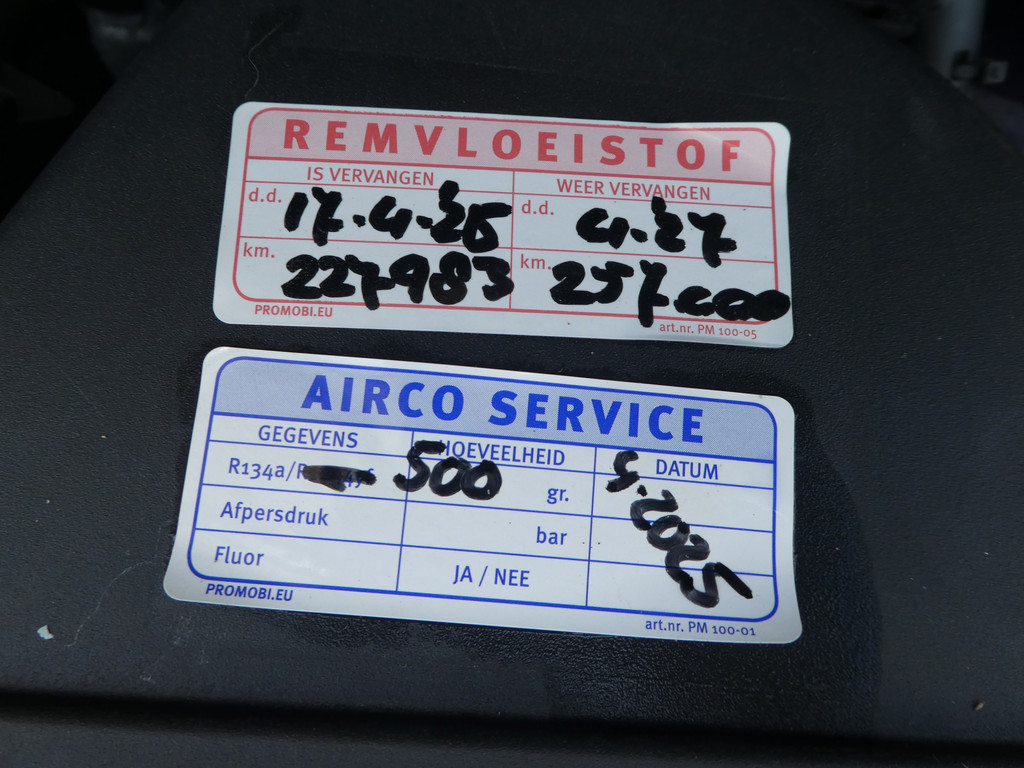 REMVLOEISTOF
IS VERVANGEN WEER VERVANGEN
d.d. 17.4.'25 d.d. 4.'27
km. 227983 km. 257.000
PROMOBI.EU art.nr. PM 100-05
AIRCO SERVICE
GEGEVENS HOEVEELHEID DATUM
R134a/ 500 gr. 5.2025
Afpersdruk bar
Fluor JA / NEE
PROMOBI.EU art.nr. PM 100-01